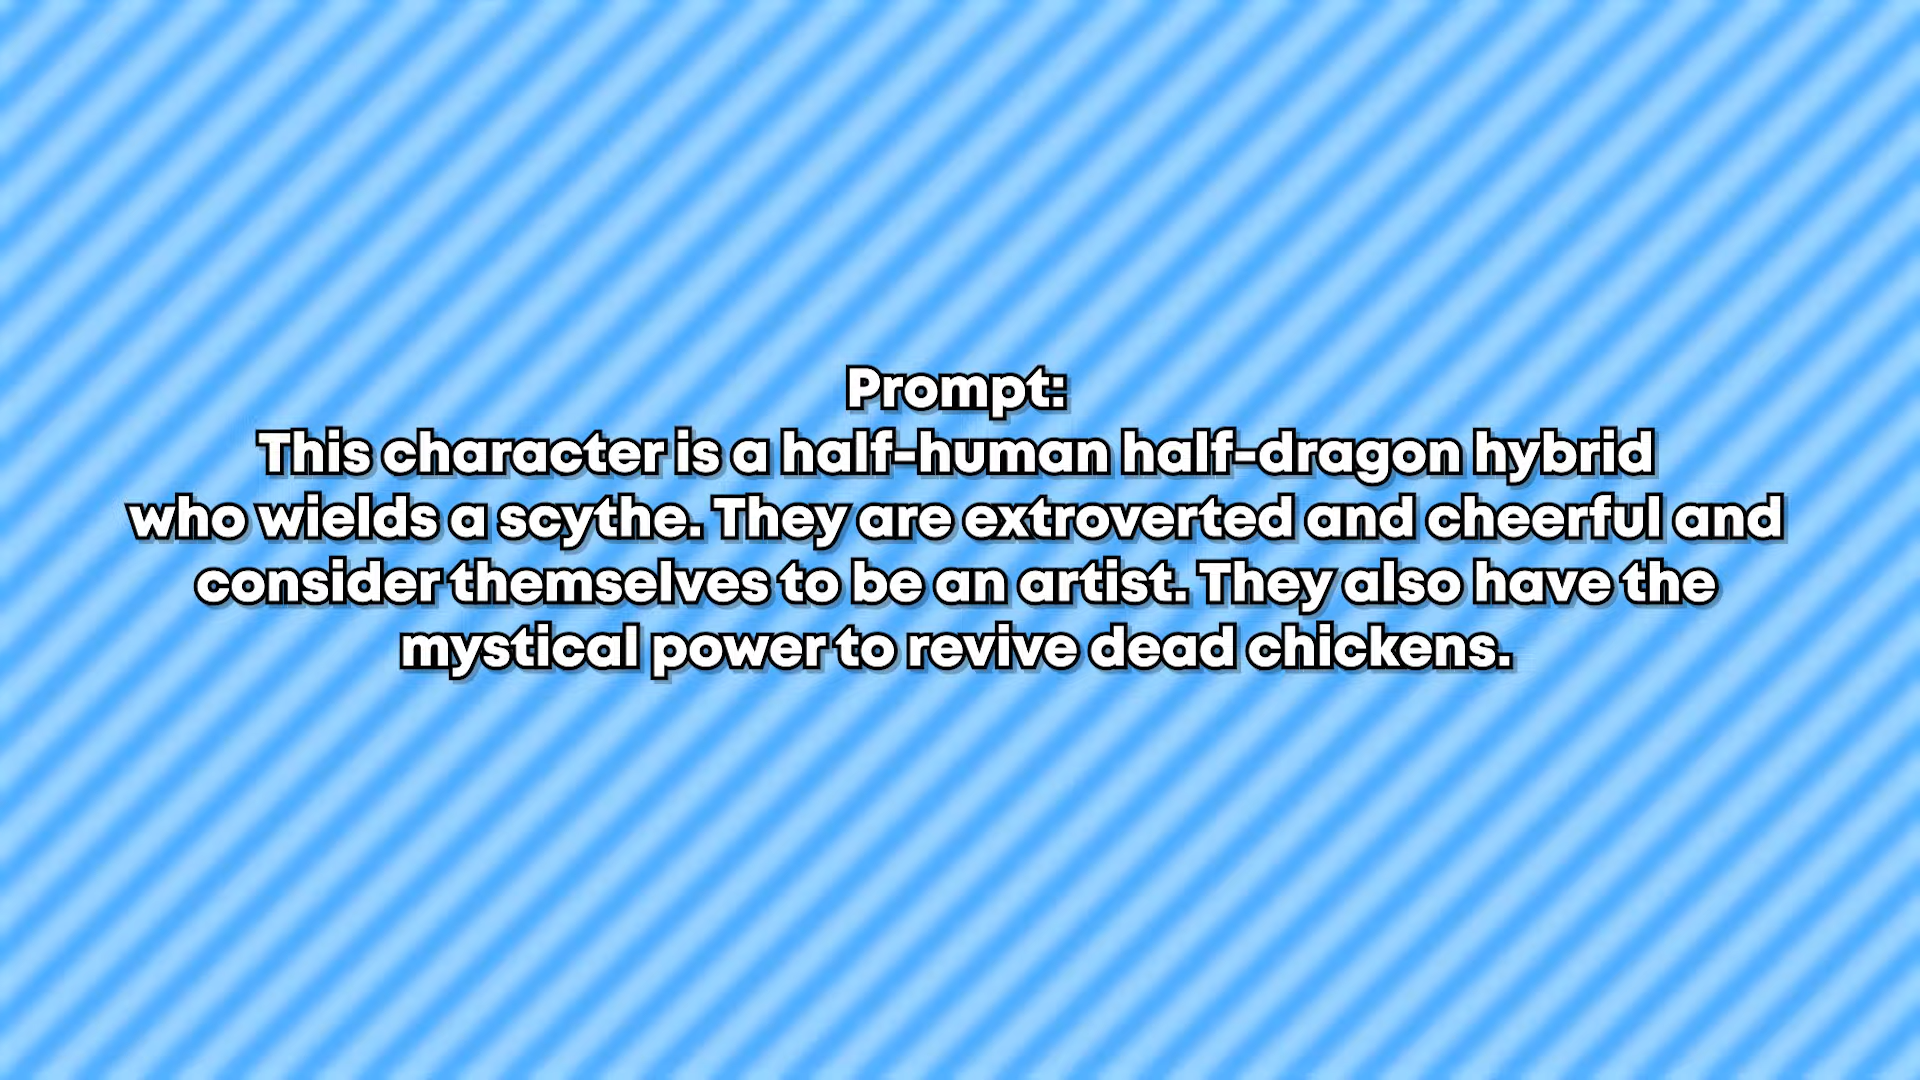 Prompt:
This character is a half-human half-dragon hybrid
who wields a scythe. They are extroverted and cheerful and
consider themselves to be an artist. They also have the
mystical power to revive dead chickens.